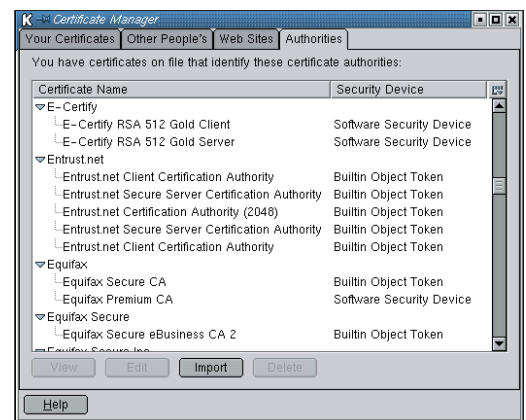 K Certificate Manager
Your Certificates Other People's Web Sites Authorities
You have certificates on file that identify these certificate authorities:
Certificate Name Security Device
E-Certify
E-Certify RSA 512 Gold Client Software Security Device
E-Certify RSA 512 Gold Server Software Security Device
Entrust.net
Entrust.net Client Certification Authority Builtin Object Token
Entrust.net Secure Server Certification Authority Builtin Object Token
Entrust.net Certification Authority (2048) Builtin Object Token
Entrust.net Secure Server Certification Authority Builtin Object Token
Entrust.net Client Certification Authority Builtin Object Token
Equifax
Equifax Secure CA Builtin Object Token
Equifax Premium CA Software Security Device
Equifax Secure
Equifax Secure eBusiness CA 2 Builtin Object Token
Equifax Secure Inc.
View Edit Import Delete
Help